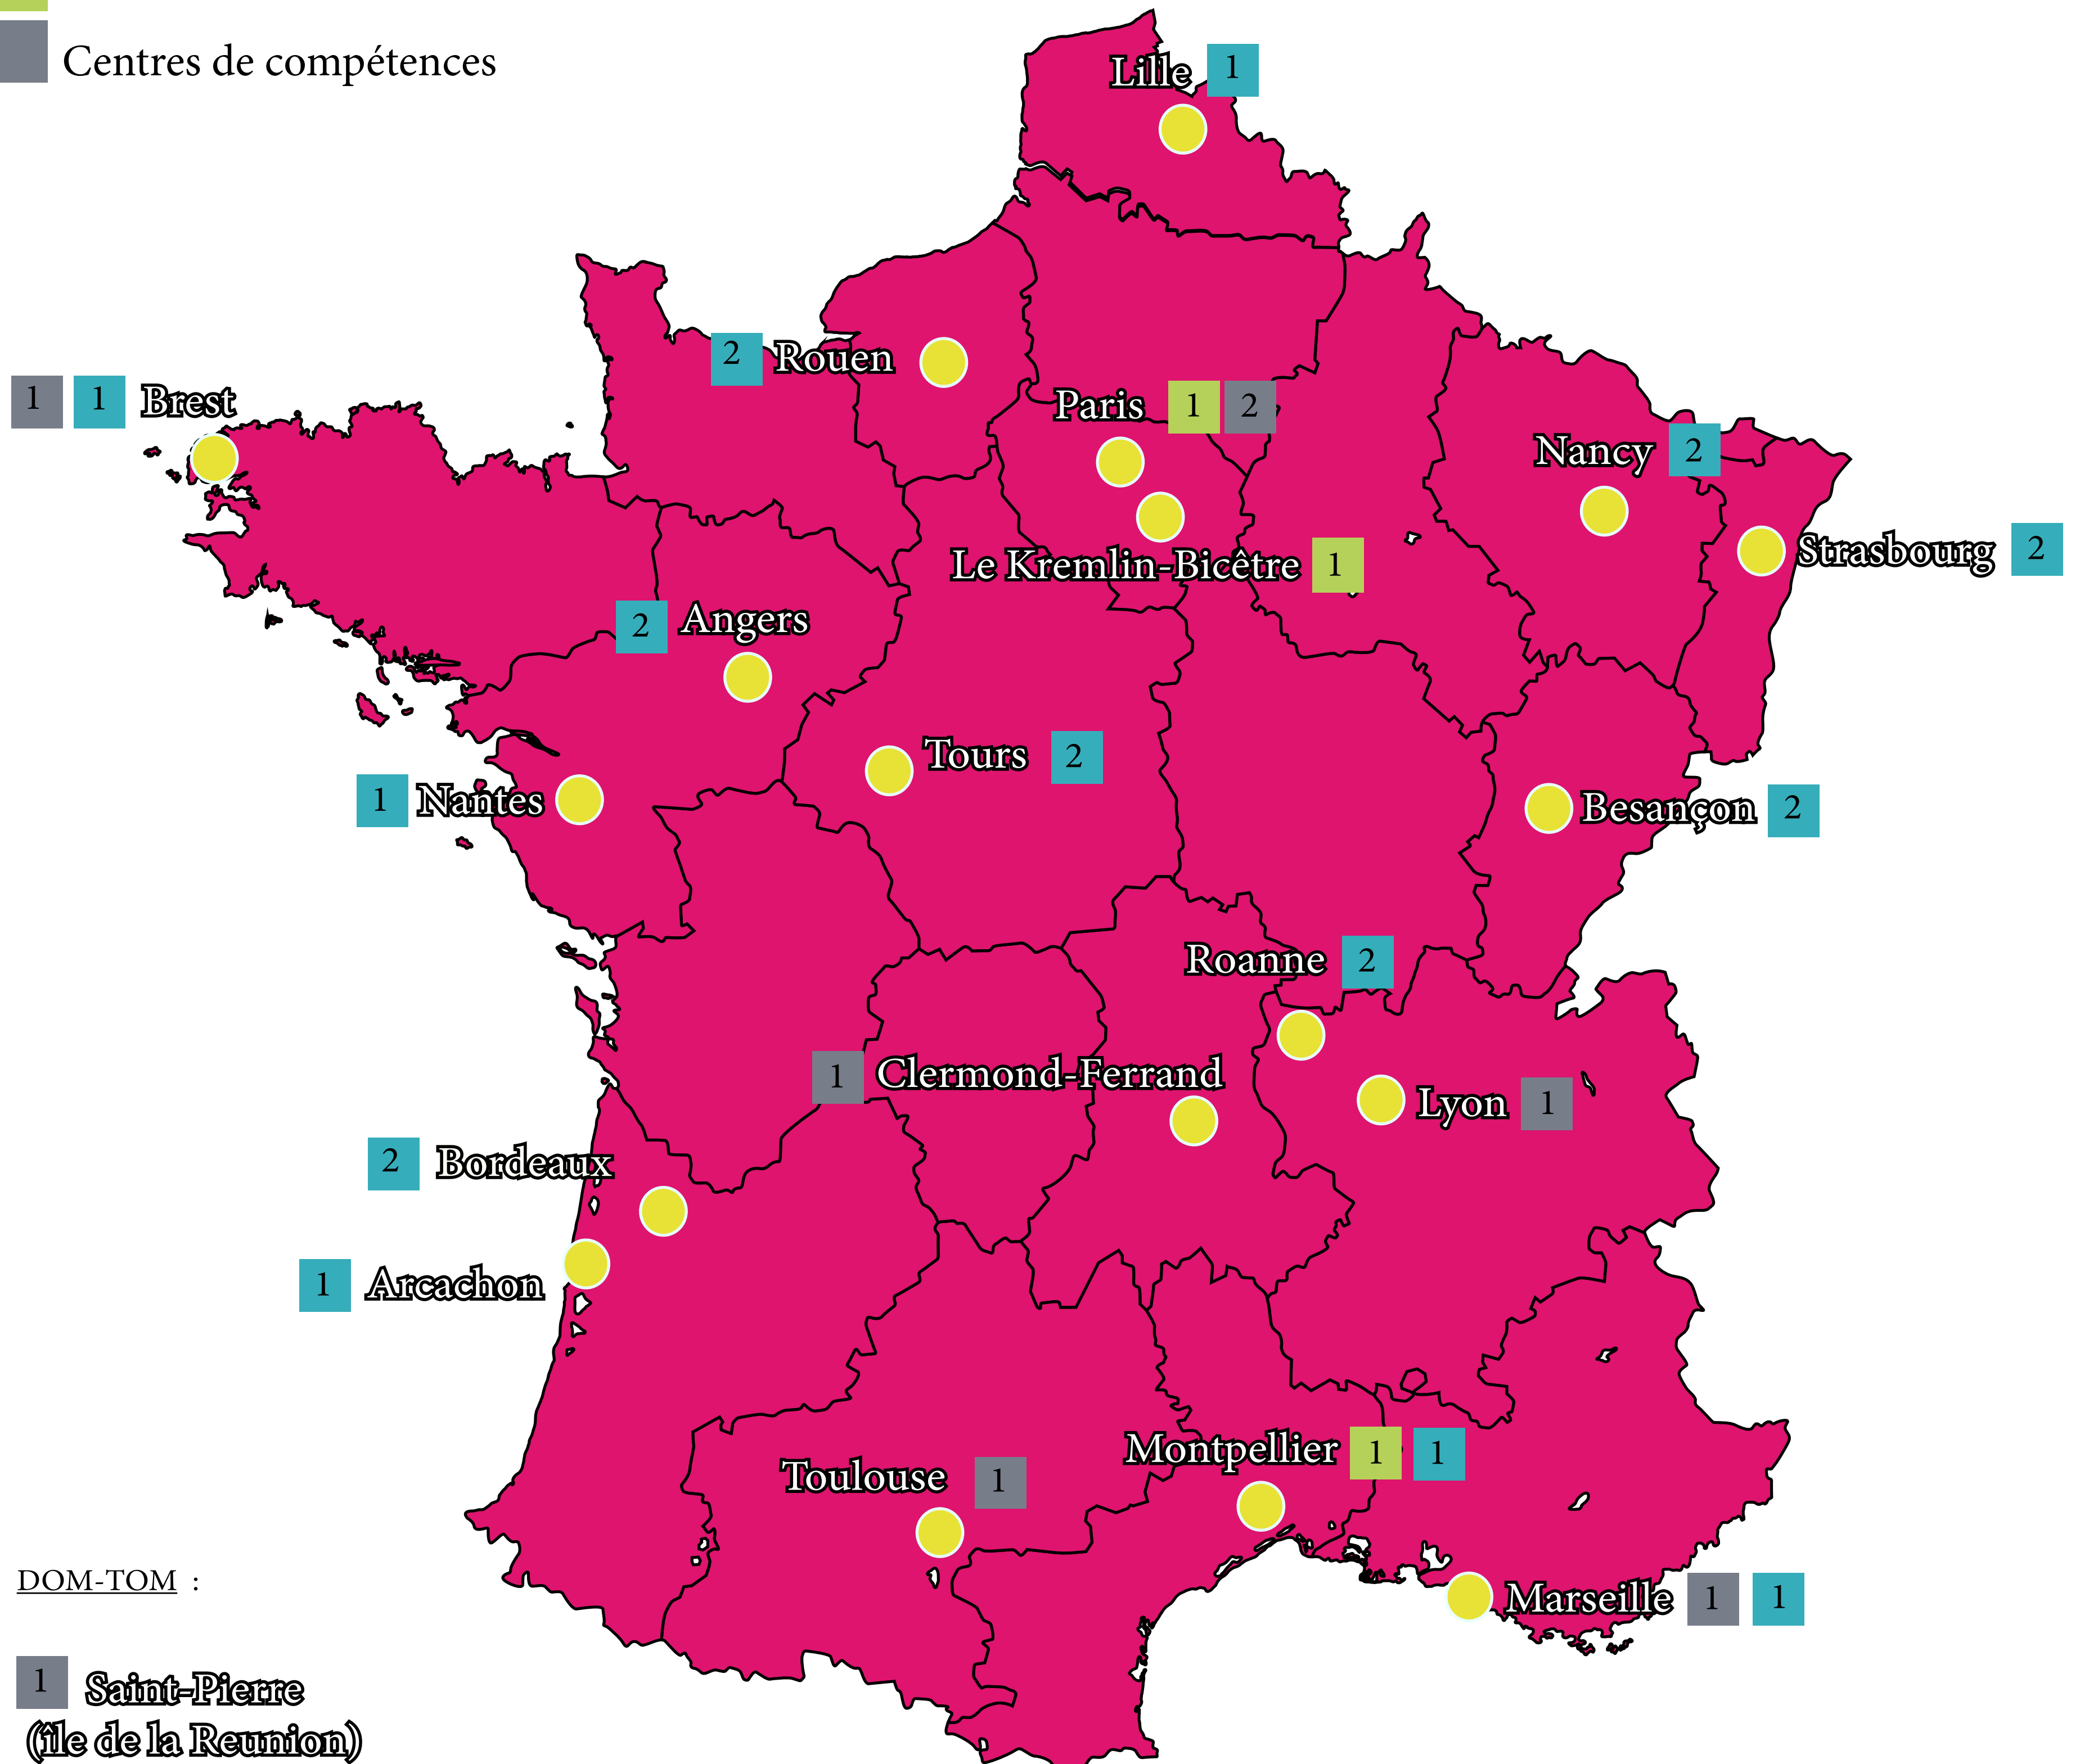 Centres de compétences
Lille 1
2 Rouen
1 1 Brest
Paris 1 2
Nancy 2
Strasbourg 2
Le Kremlin-Bicêtre 1
2 Angers
Tours 2
1 Nantes
Besançon 2
Roanne 2
1 Clermond-Ferrand
Lyon 1
2 Bordeaux
1 Arcachon
Montpellier 1 1
Toulouse 1
DOM-TOM :
Marseille 1 1
1 Saint-Pierre
(île de la Reunion)